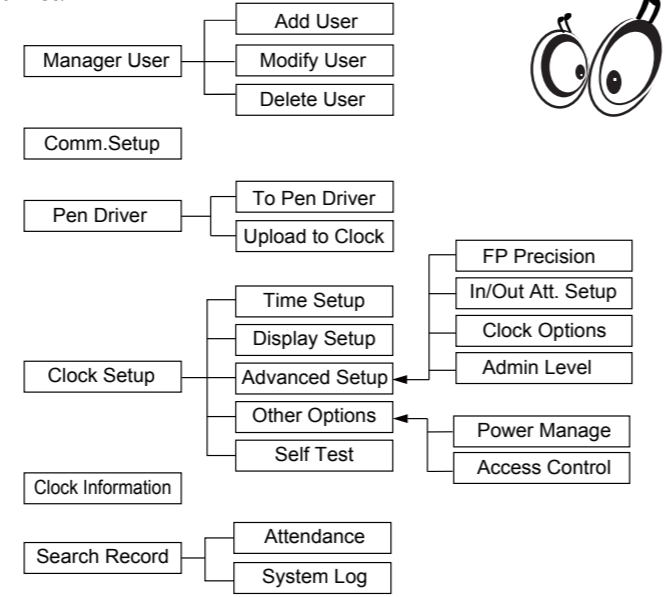 Manager User
Add User
Modify User
Delete User
Comm.Setup
Pen Driver
To Pen Driver
Upload to Clock
Clock Setup
Time Setup
Display Setup
Advanced Setup
FP Precision
In/Out Att. Setup
Clock Options
Admin Level
Other Options
Power Manage
Access Control
Self Test
Clock Information
Search Record
Attendance
System Log